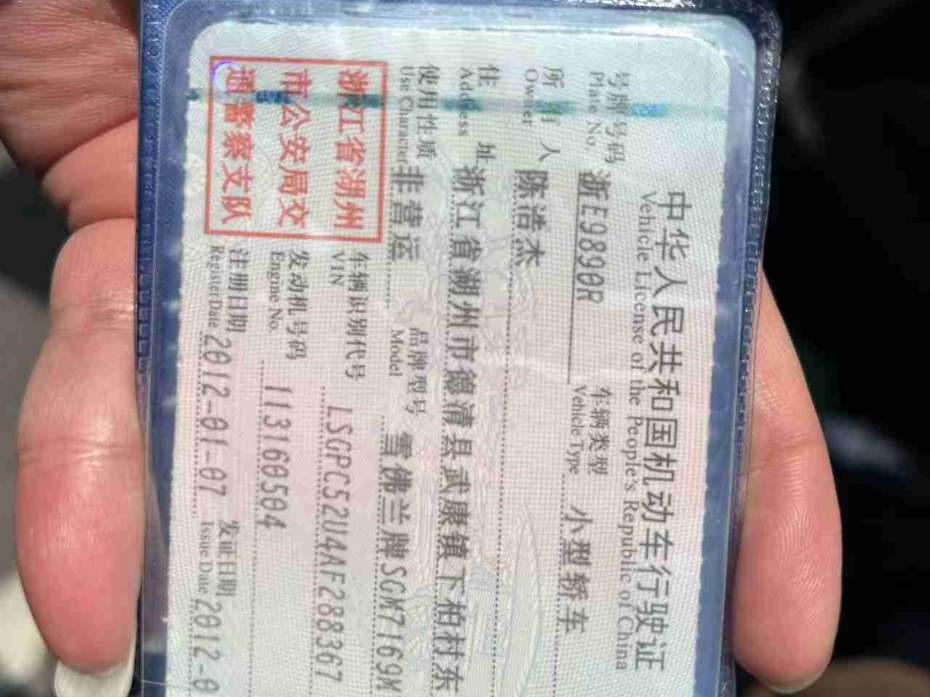 中华人民共和国机动车行驶证
Vehicle License of the People's Republic of China
号牌号码 浙E9890R 车辆类型 小型轿车
Plate No. Vehicle Type
所有人 陈浩杰
Owner
住址 浙江省湖州市德清县武康镇下柏村东
Address
使用性质 非营运 品牌型号 雪佛兰牌SGM7169M
Use Character Model
浙江省湖州
市公安局交
通警察支队
车辆识别代号 LSGPC52U4AF288367
VIN
发动机号码 113160504
Engine No.
注册日期 2012-01-07 发证日期 2012-0
Register Date Issue Date